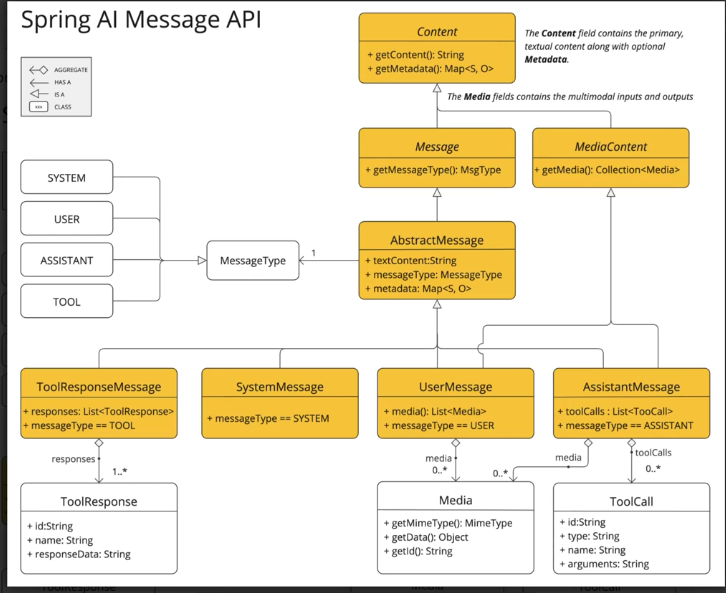 Spring AI Message API
AGGREGATE
HAS A
IS A
xxx
CLASS
Content
+ getContent(): String
+ getMetadata(): Map<S, O>
The Content field contains the primary,
textual content along with optional
Metadata.
The Media fields contains the multimodal inputs and outputs
Message
+ getMessageType(): MsgType
MediaContent
+ getMedia(): Collection<Media>
SYSTEM
USER
ASSISTANT
TOOL
MessageType
1
AbstractMessage
+ textContent:String
+ messageType: MessageType
+ metadata: Map<S, O>
ToolResponseMessage
+ responses: List<ToolResponse>
+ messageType == TOOL
SystemMessage
+ messageType == SYSTEM
UserMessage
+ media(): List<Media>
+ messageType == USER
AssistantMessage
+ toolCalls : List<TooCall>
+ messageType == ASSISTANT
responses
1..*
media
0..*
media
0..*
toolCalls
0..*
ToolResponse
+ id:String
+ name: String
+ responseData: String
Media
+ getMimeType(): MimeType
+ getData(): Object
+ getId(): String
ToolCall
+ id:String
+ type: String
+ name: String
+ arguments: String